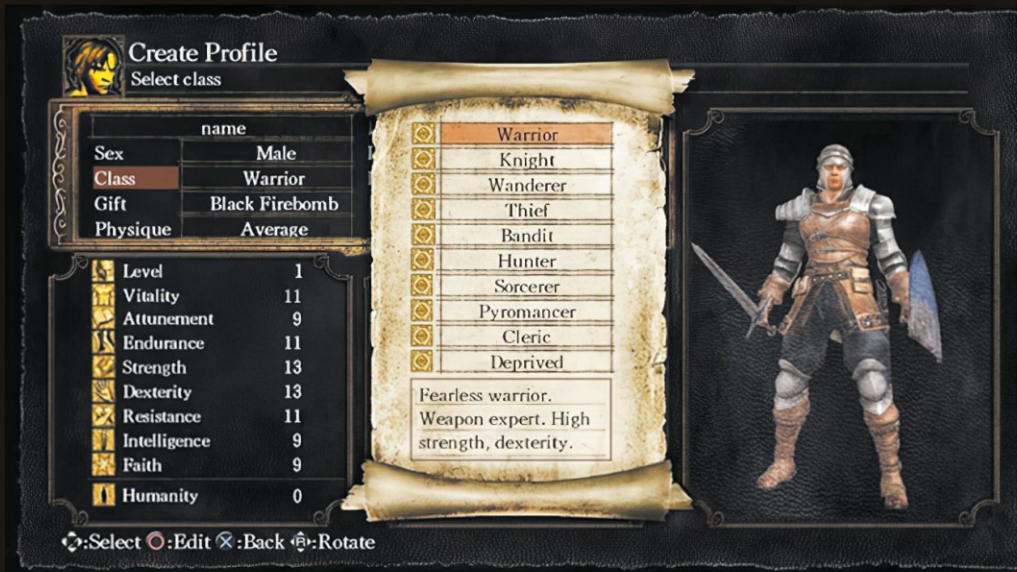 Create Profile
Select class
name
Sex Male
Class Warrior
Gift Black Firebomb
Physique Average
Level 1
Vitality 11
Attunement 9
Endurance 11
Strength 13
Dexterity 13
Resistance 11
Intelligence 9
Faith 9
Humanity 0
Warrior
Knight
Wanderer
Thief
Bandit
Hunter
Sorcerer
Pyromancer
Cleric
Deprived
Fearless warrior.
Weapon expert. High
strength, dexterity.
:Select :Edit :Back R:Rotate